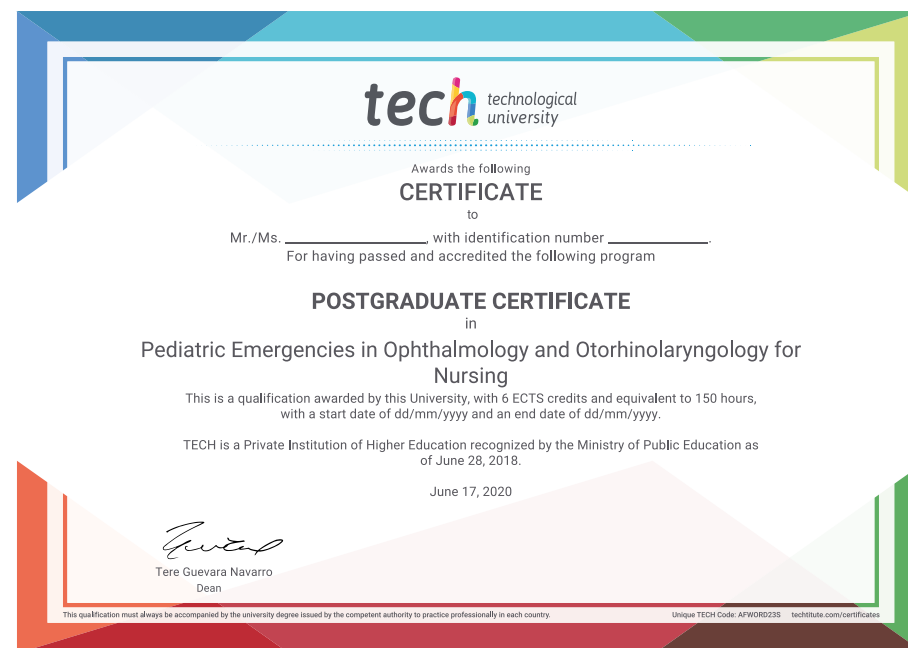 tech technological
university
Awards the following
CERTIFICATE
to
Mr./Ms. ____________, with identification number ____________.
For having passed and accredited the following program
POSTGRADUATE CERTIFICATE
in
Pediatric Emergencies in Ophthalmology and Otorhinolaryngology for
Nursing
This is a qualification awarded by this University, with 6 ECTS credits and equivalent to 150 hours,
with a start date of dd/mm/yyyy and an end date of dd/mm/yyyy.
TECH is a Private Institution of Higher Education recognized by the Ministry of Public Education as
of June 28, 2018.
June 17, 2020
Tere Guevara Navarro
Dean
This qualification must always be accompanied by the university degree issued by the competent authority to practice professionally in each country.
Unique TECH Code: AFWORD23S techtitute.com/certificates